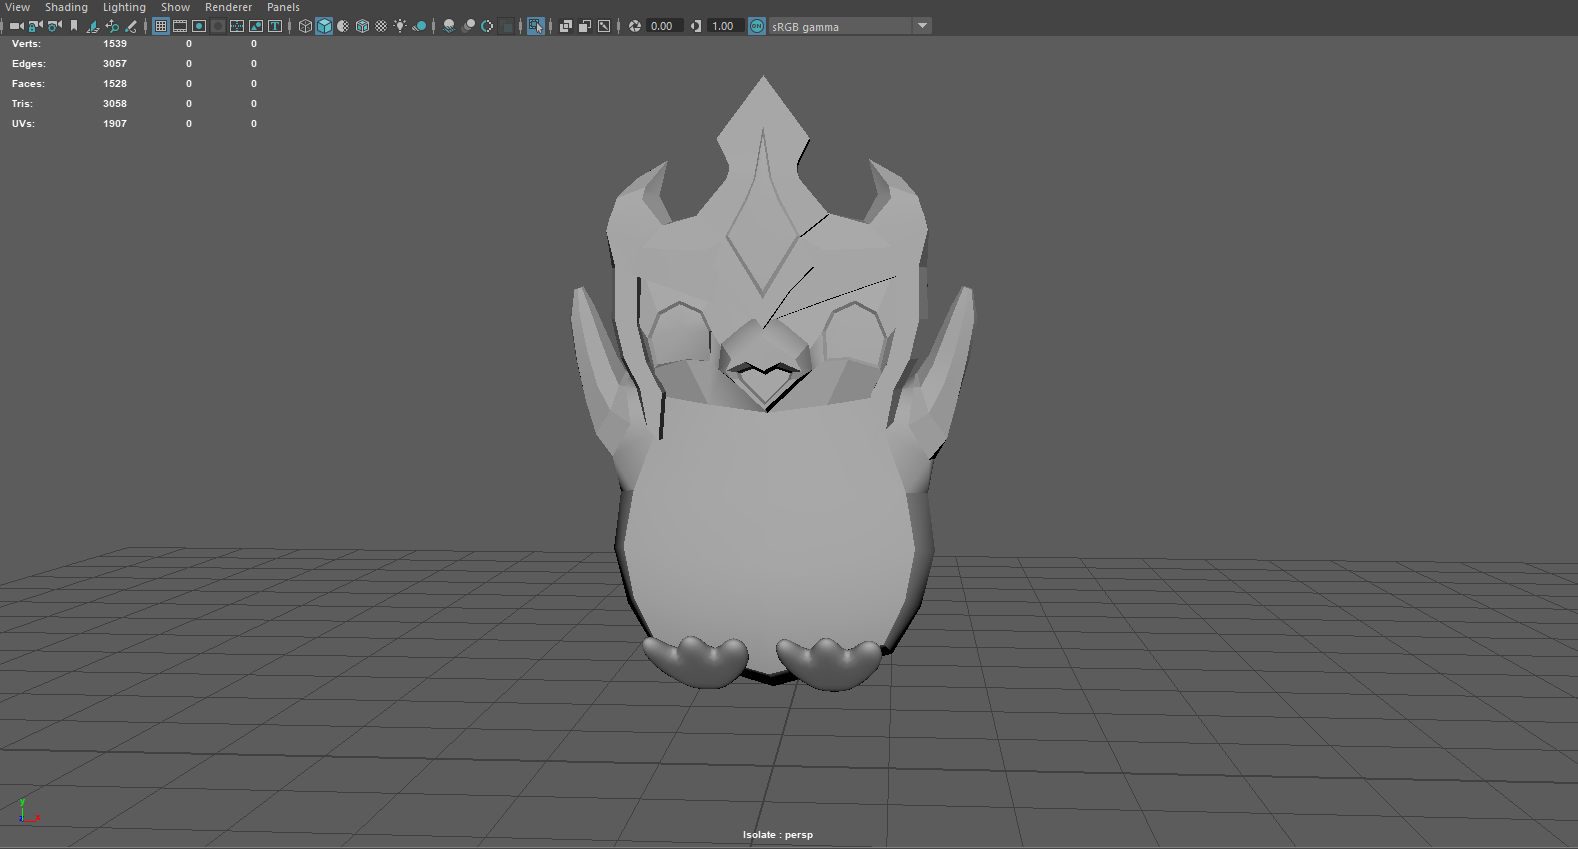 View Shading Lighting Show Renderer Panels
0.00 1.00 ON sRGB gamma
Verts: 1539 0 0
Edges: 3057 0 0
Faces: 1528 0 0
Tris: 3058 0 0
UVs: 1907 0 0
y
x
Isolate : persp